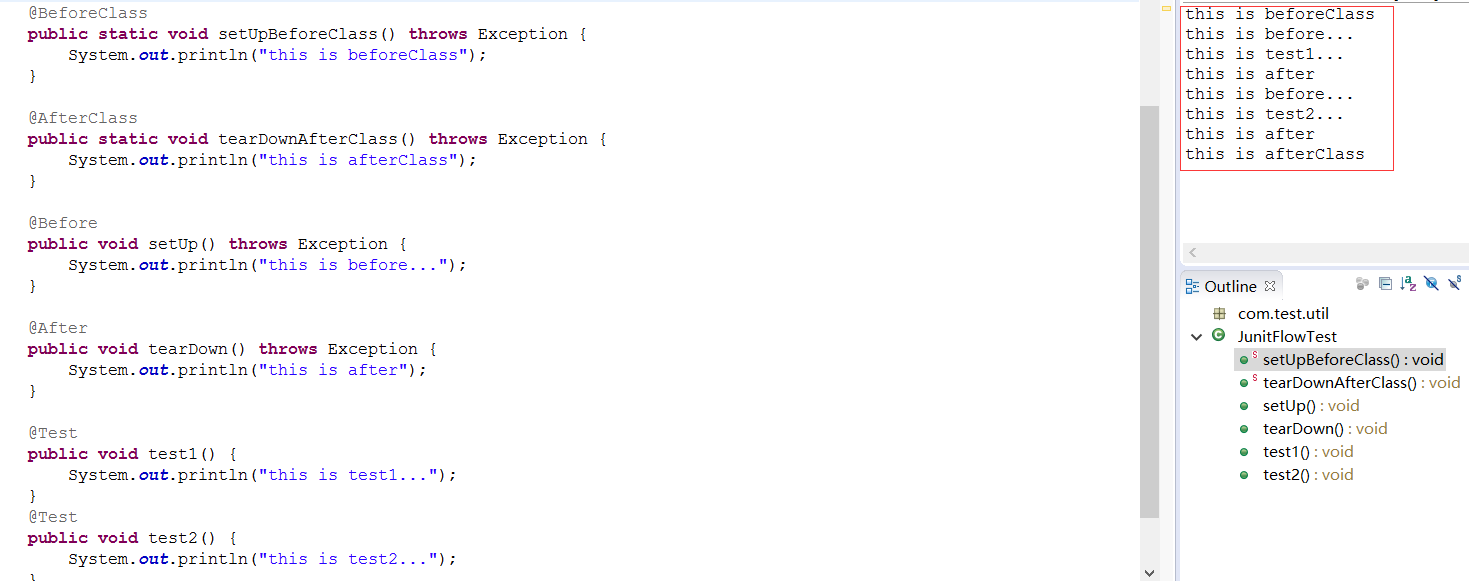 @BeforeClass
public static void setUpBeforeClass() throws Exception {
    System.out.println("this is beforeClass");
}
@AfterClass
public static void tearDownAfterClass() throws Exception {
    System.out.println("this is afterClass");
}
@Before
public void setUp() throws Exception {
    System.out.println("this is before...");
}
@After
public void tearDown() throws Exception {
    System.out.println("this is after");
}
@Test
public void test1() {
    System.out.println("this is test1...");
}
@Test
public void test2() {
    System.out.println("this is test2...");
}
this is beforeClass
this is before...
this is test1...
this is after
this is before...
this is test2...
this is after
this is afterClass
Outline
com.test.util
JunitFlowTest
setUpBeforeClass() : void
tearDownAfterClass() : void
setUp() : void
tearDown() : void
test1() : void
test2() : void